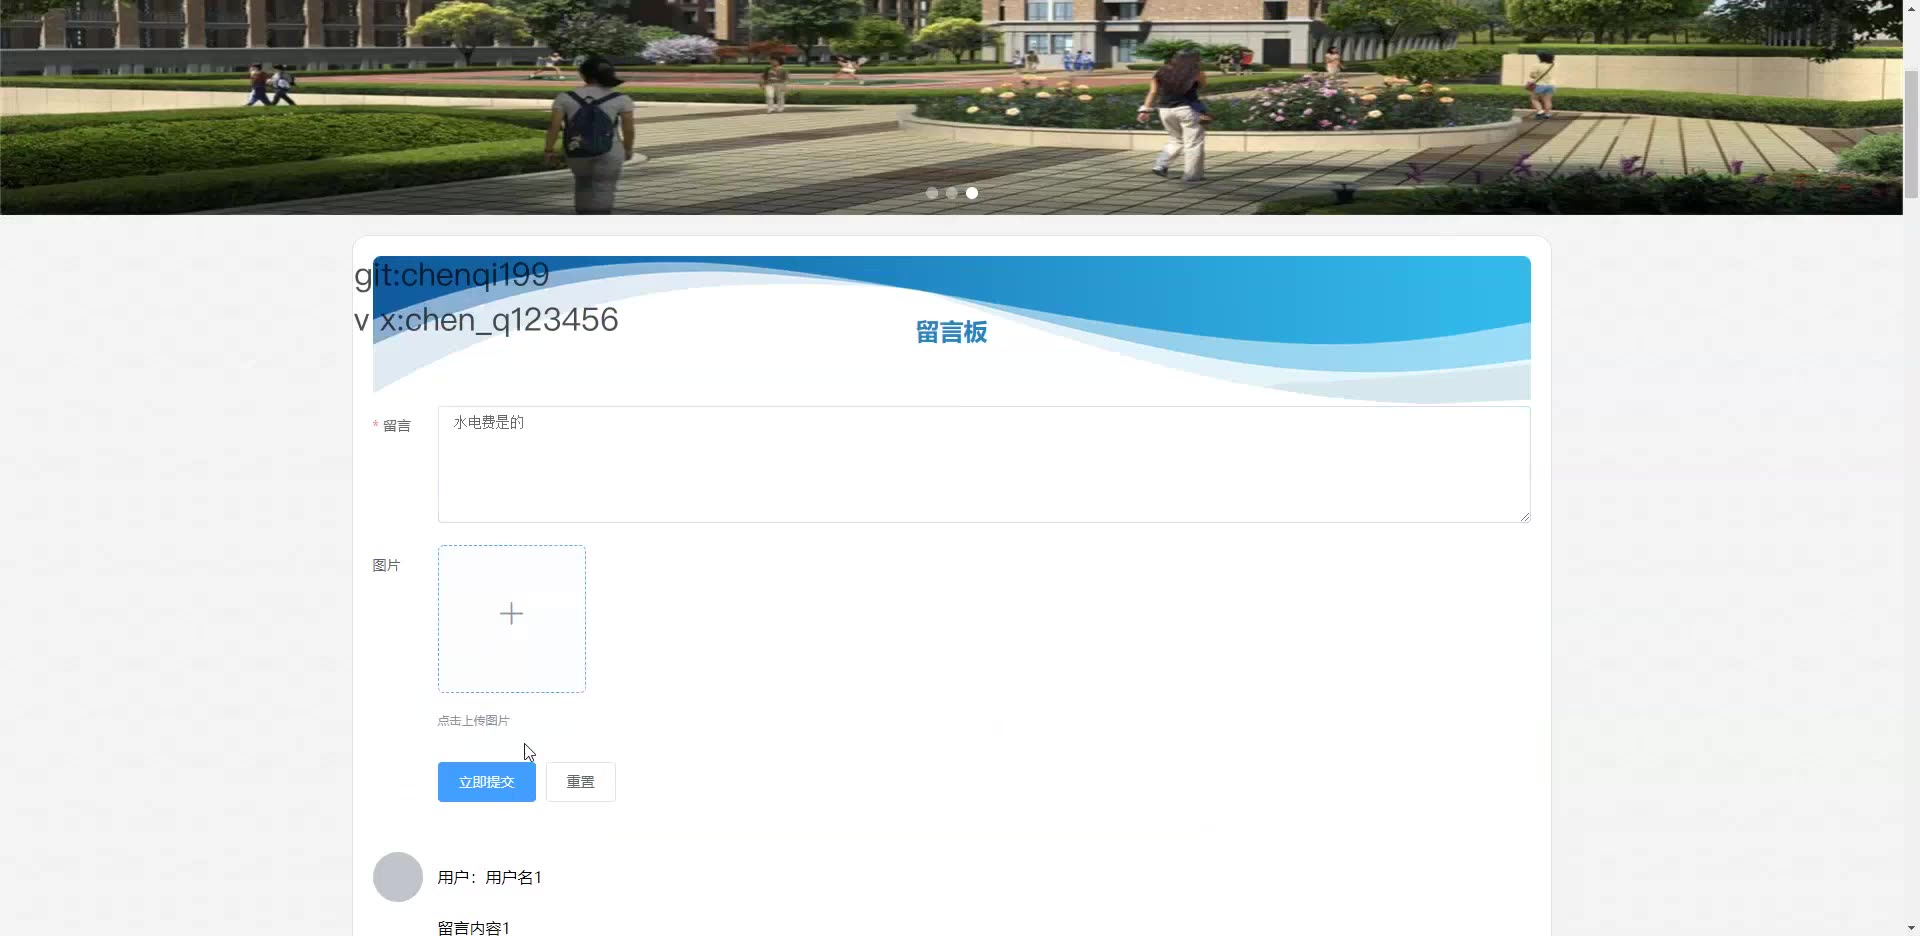 git:chenqi199
v x:chen_q123456
留言板
* 留言
水电费是的
图片
点击上传图片
立即提交
重置
用户：用户名1
留言内容1